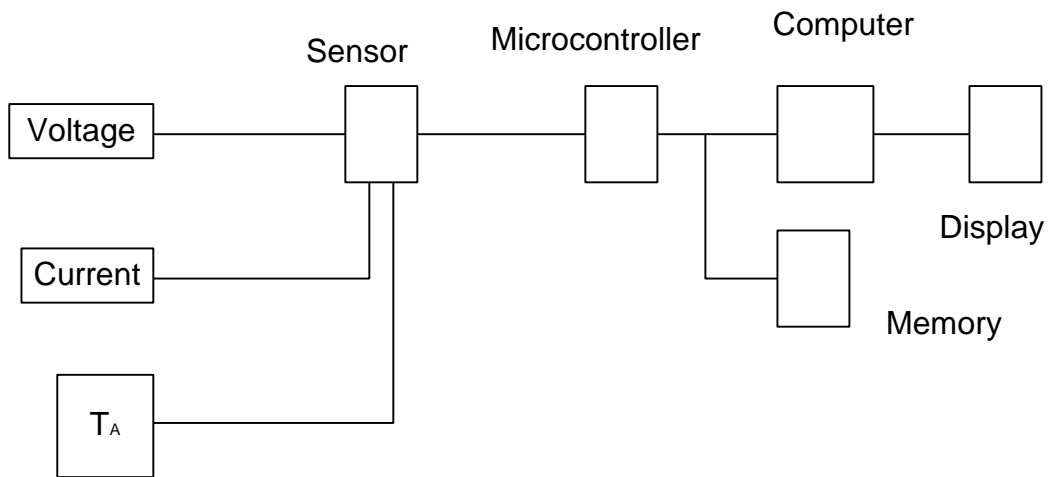 Computer
Microcontroller
Sensor
Voltage
Display
Current
Memory
TA